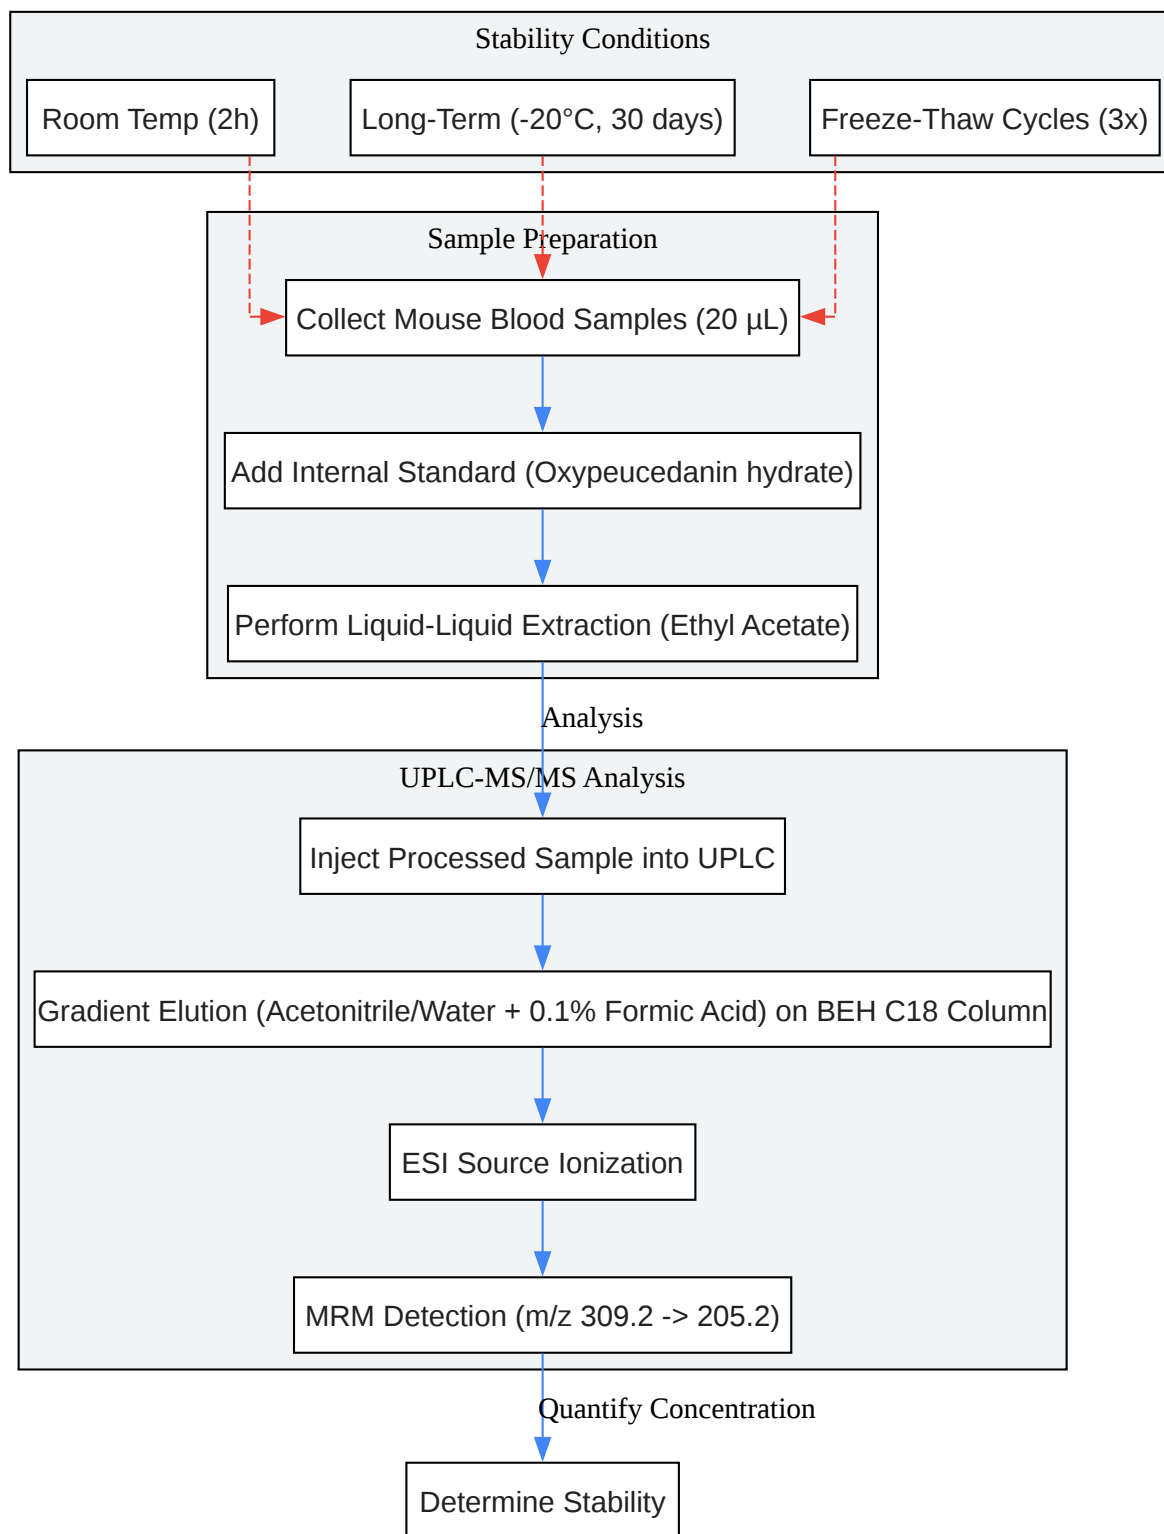 Stability Conditions
Room Temp (2h)
Long-Term (-20°C, 30 days)
Freeze-Thaw Cycles (3x)
Sample Preparation
Collect Mouse Blood Samples (20 µL)
Add Internal Standard (Oxypeucedanin hydrate)
Perform Liquid-Liquid Extraction (Ethyl Acetate)
Analysis
UPLC-MS/MS Analysis
Inject Processed Sample into UPLC
Gradient Elution (Acetonitrile/Water + 0.1% Formic Acid) on BEH C18 Column
ESI Source Ionization
MRM Detection (m/z 309.2 -> 205.2)
Quantify Concentration
Determine Stability